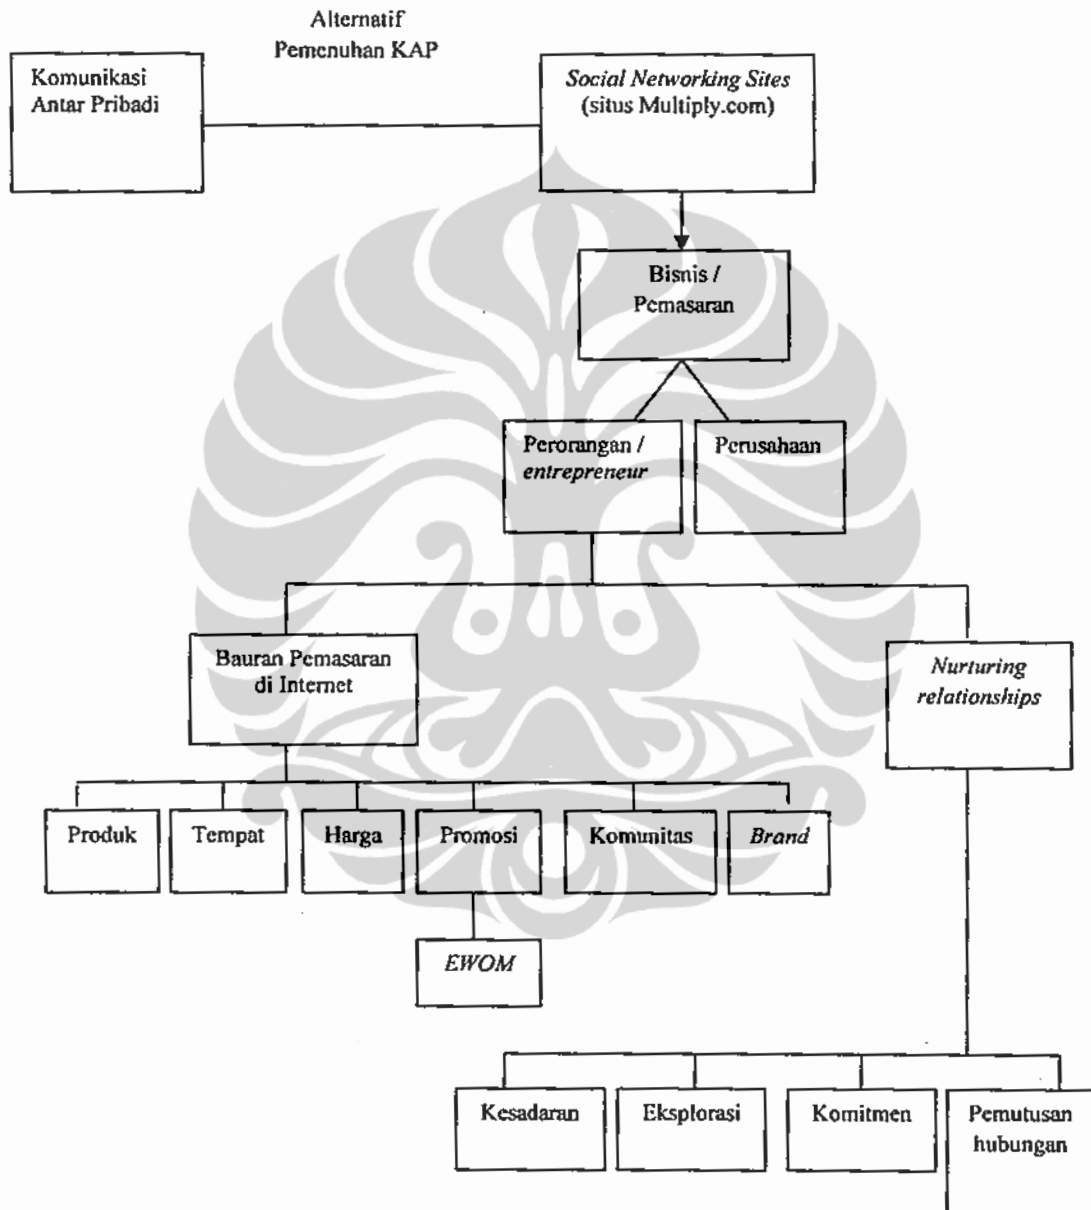 Alternatif
Pemenuhan KAP
Komunikasi
Antar Pribadi
Social Networking Sites
(situs Multiply.com)
Bisnis /
Pemasaran
Perorangan /
entrepreneur
Perusahaan
Bauran Pemasaran
di Internet
Nurturing
relationships
Produk
Tempat
Harga
Promosi
Komunitas
Brand
EWOM
Kesadaran
Eksplorasi
Komitmen
Pemutusan
hubungan